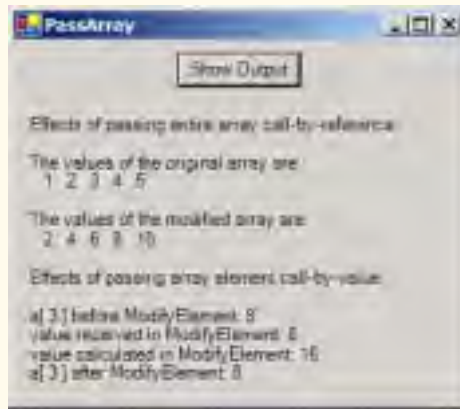 PassArray
Show Output
Effects of passing entire array call-by-reference:
The values of the original array are:
1 2 3 4 5
The values of the modified array are:
2 4 6 8 10
Effects of passing array element call-by-value:
a[ 3 ] before ModifyElement: 8
value received in ModifyElement: 8
value calculated in ModifyElement: 16
a[ 3 ] after ModifyElement: 8